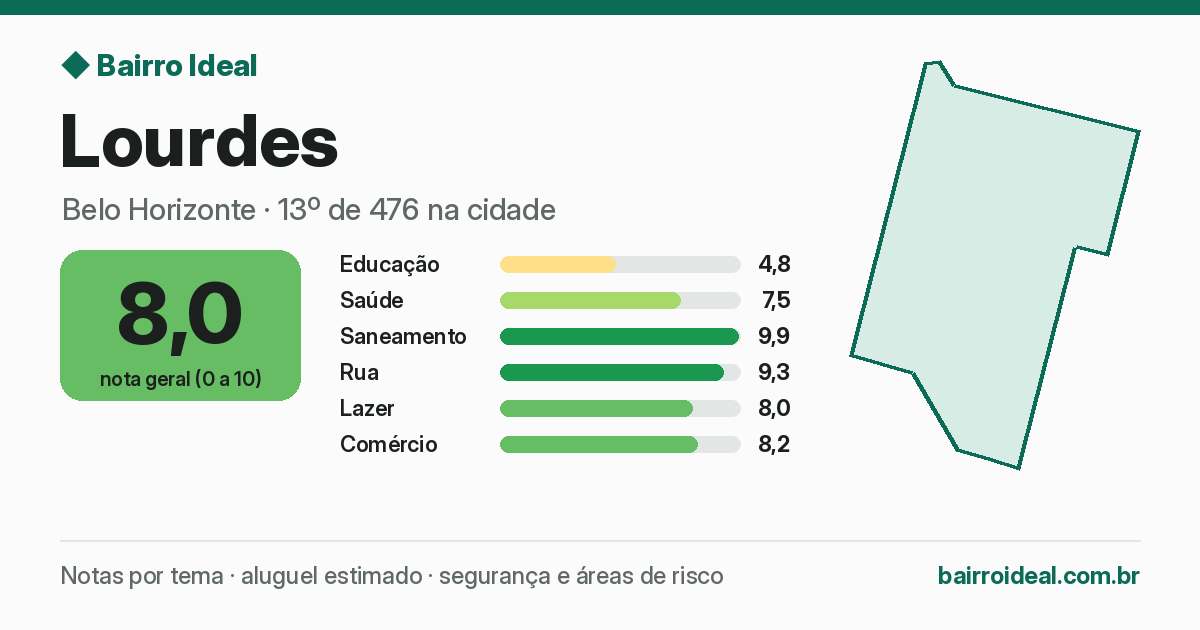 Bairro Ideal
Lourdes
Belo Horizonte · 13º de 476 na cidade
8,0
nota geral (0 a 10)
Educação 4,8
Saúde 7,5
Saneamento 9,9
Rua 9,3
Lazer 8,0
Comércio 8,2
Notas por tema · aluguel estimado · segurança e áreas de risco
bairroideal.com.br